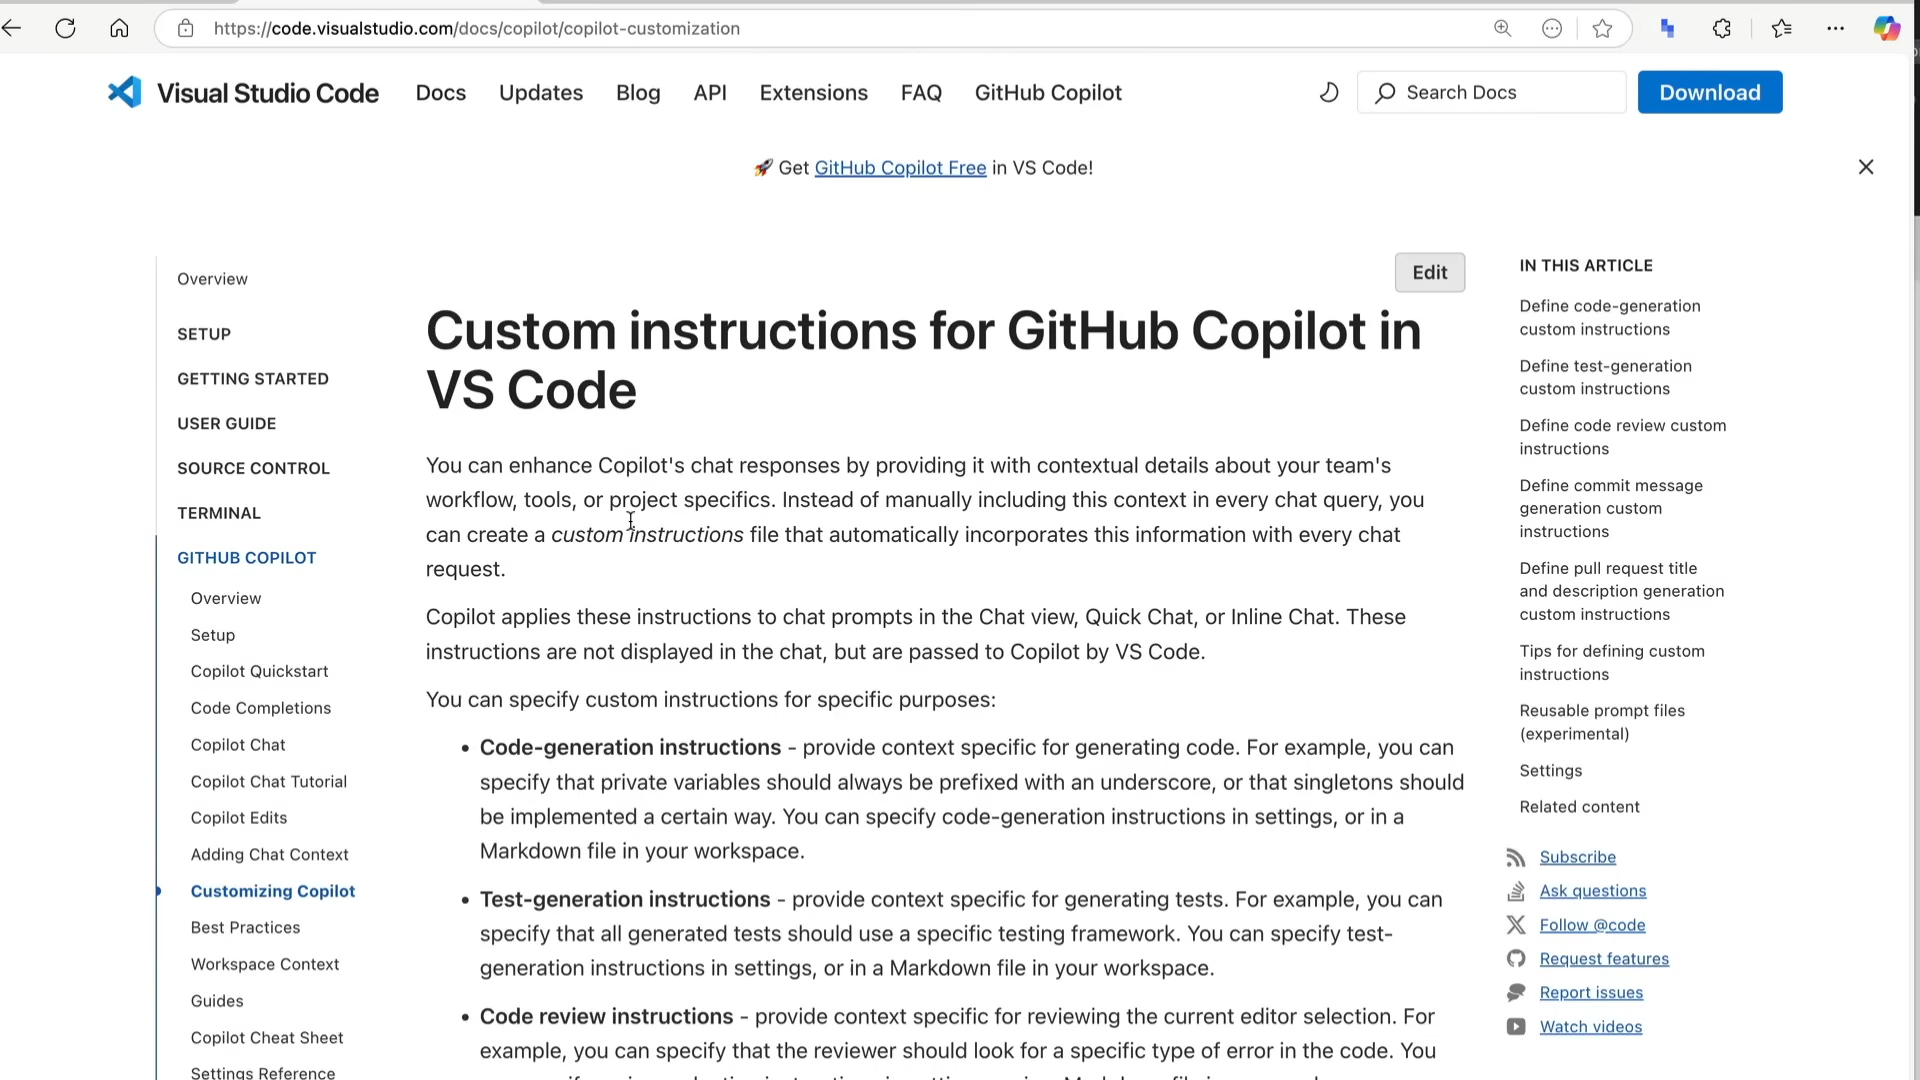 https://code.visualstudio.com/docs/copilot/copilot-customization
Visual Studio Code
Docs
Updates
Blog
API
Extensions
FAQ
GitHub Copilot
Search Docs
Download
🚀 Get GitHub Copilot Free in VS Code!
Overview
SETUP
GETTING STARTED
USER GUIDE
SOURCE CONTROL
TERMINAL
GITHUB COPILOT
Overview
Setup
Copilot Quickstart
Code Completions
Copilot Chat
Copilot Chat Tutorial
Copilot Edits
Adding Chat Context
Customizing Copilot
Best Practices
Workspace Context
Guides
Copilot Cheat Sheet
Settings Reference
Edit
Custom instructions for GitHub Copilot in
VS Code
You can enhance Copilot's chat responses by providing it with contextual details about your team's
workflow, tools, or project specifics. Instead of manually including this context in every chat query, you
can create a custom instructions file that automatically incorporates this information with every chat
request.
Copilot applies these instructions to chat prompts in the Chat view, Quick Chat, or Inline Chat. These
instructions are not displayed in the chat, but are passed to Copilot by VS Code.
You can specify custom instructions for specific purposes:
• Code-generation instructions - provide context specific for generating code. For example, you can
specify that private variables should always be prefixed with an underscore, or that singletons should
be implemented a certain way. You can specify code-generation instructions in settings, or in a
Markdown file in your workspace.
• Test-generation instructions - provide context specific for generating tests. For example, you can
specify that all generated tests should use a specific testing framework. You can specify test-
generation instructions in settings, or in a Markdown file in your workspace.
• Code review instructions - provide context specific for reviewing the current editor selection. For
example, you can specify that the reviewer should look for a specific type of error in the code. You
IN THIS ARTICLE
Define code-generation
custom instructions
Define test-generation
custom instructions
Define code review custom
instructions
Define commit message
generation custom
instructions
Define pull request title
and description generation
custom instructions
Tips for defining custom
instructions
Reusable prompt files
(experimental)
Settings
Related content
Subscribe
Ask questions
Follow @code
Request features
Report issues
Watch videos